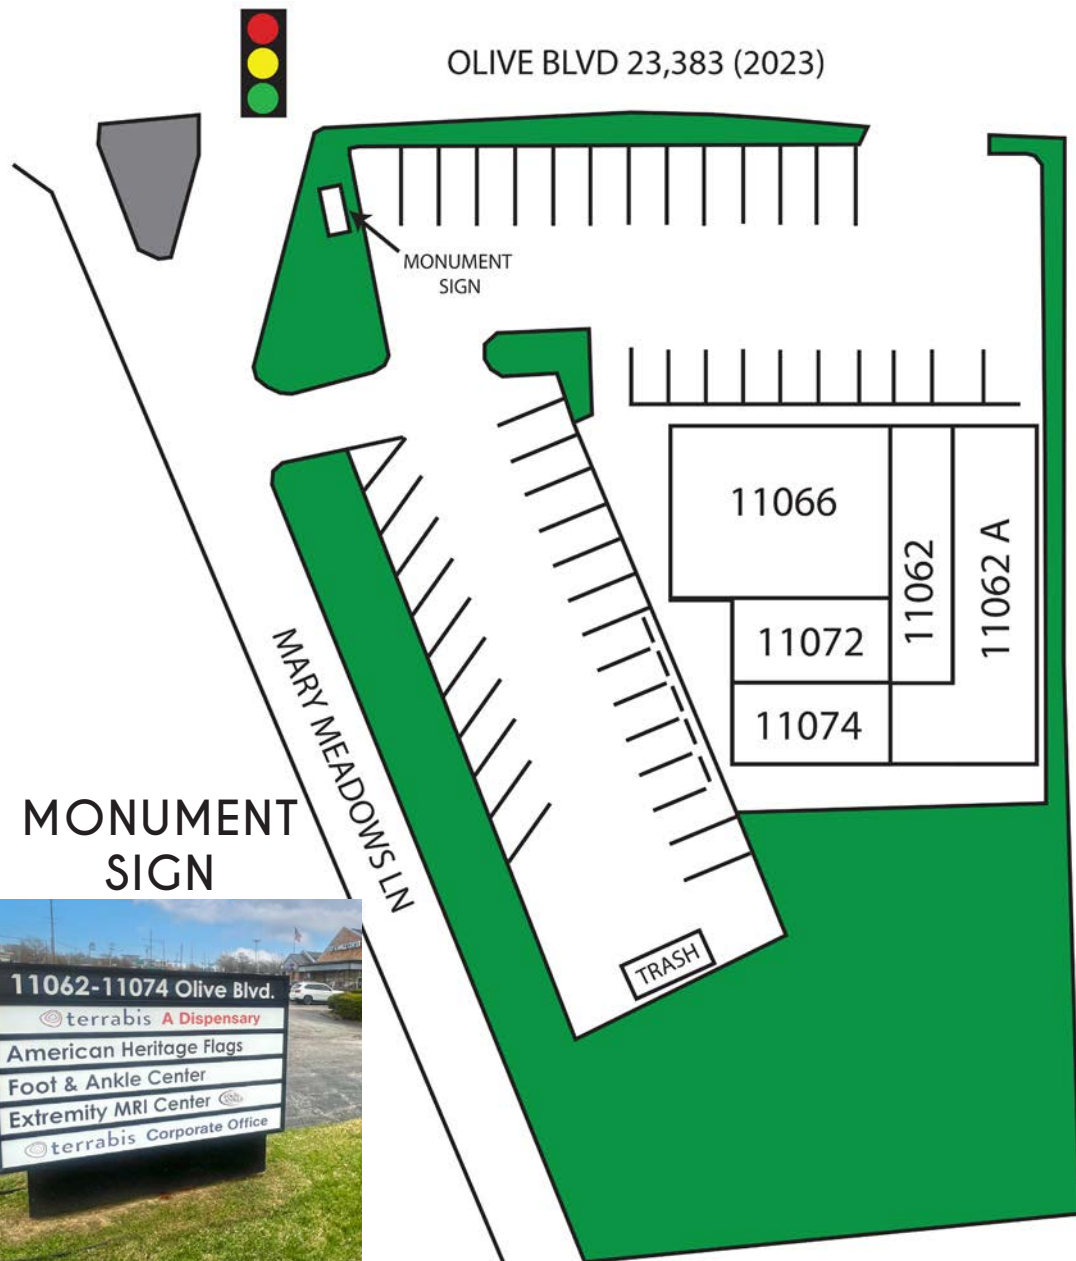 OLIVE BLVD 23,383 (2023)
MONUMENT
SIGN
11066
11062
11062 A
11072
11074
MARY MEADOWS LN
TRASH
MONUMENT
SIGN
11062-11074 Olive Blvd.
terrabis A Dispensary
American Heritage Flags
Foot & Ankle Center
Extremity MRI Center
terrabis Corporate Office